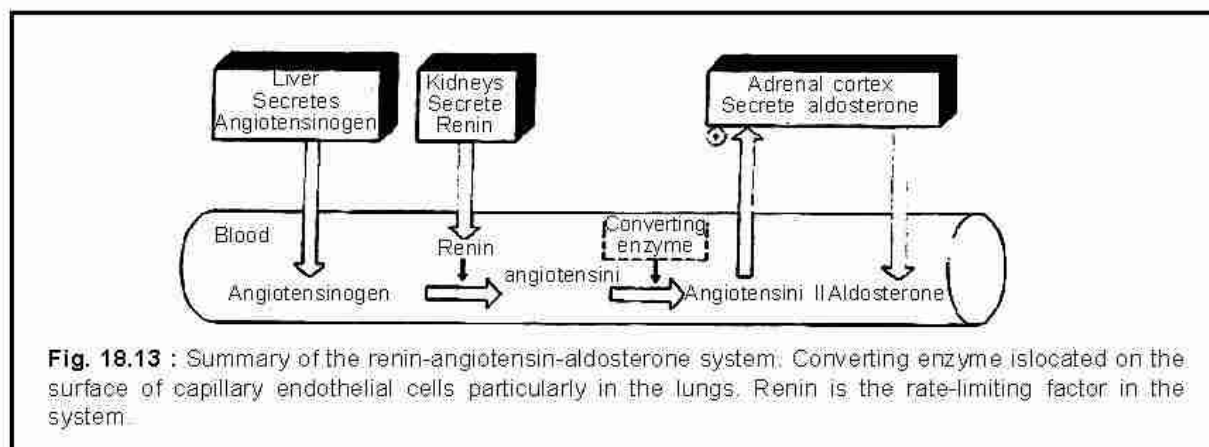 Liver
Secretes
Angiotensinogen
Kidneys
Secrete
Renin
Adrenal cortex
Secrete aldosterone
Blood
Renin
Converting
enzyme
Angiotensinogen
angiotensini
Angiotensini II Aldosterone
Fig. 18.13 : Summary of the renin-angiotensin-aldosterone system. Converting enzyme islocated on the
surface of capillary endothelial cells particularly in the lungs. Renin is the rate-limiting factor in the
system.